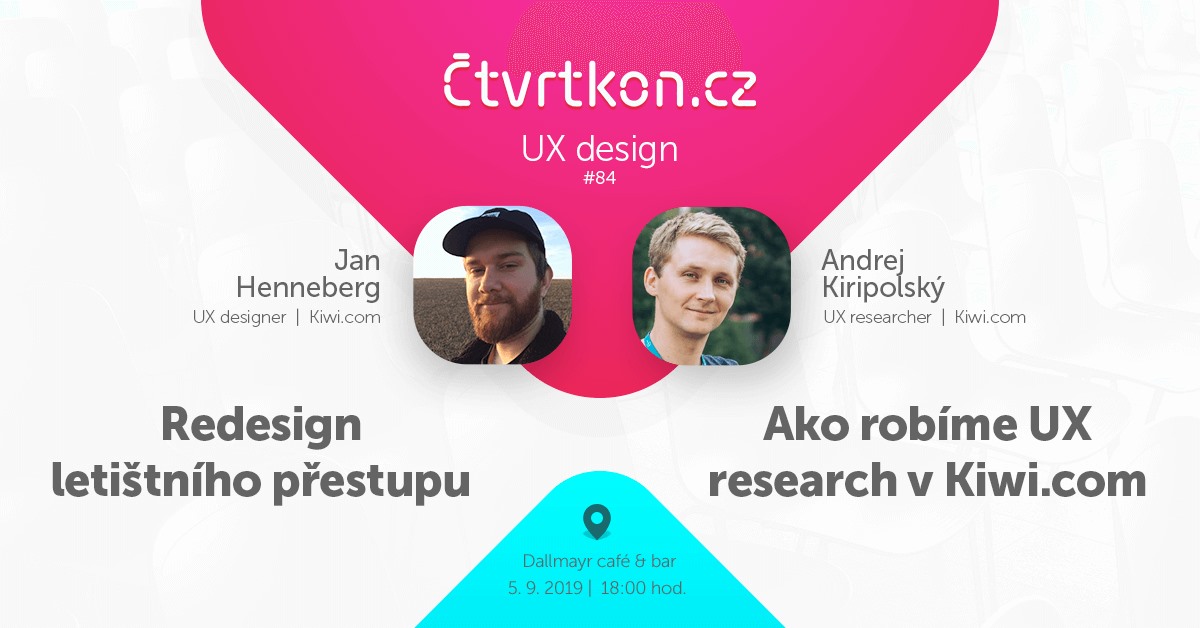 Čtvrtkon.cz
UX design
#84
Jan
Henneberg
UX designer | Kiwi.com
Andrej
Kiripolský
UX researcher | Kiwi.com
Redesign
letištního přestupu
Ako robíme UX
research v Kiwi.com
Dallmayr café & bar
5. 9. 2019 | 18:00 hod.